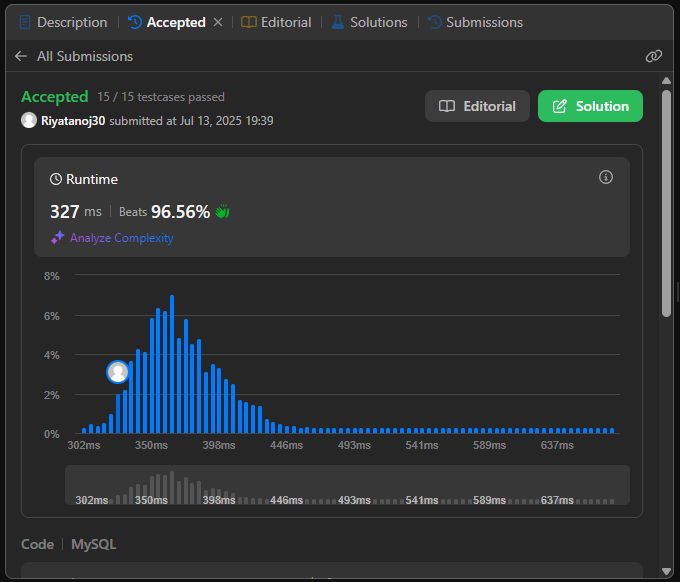 Description | Accepted × | Editorial | Solutions | Submissions
← All Submissions
Accepted 15 / 15 testcases passed
Editorial Solution
Riyatanoj30 submitted at Jul 13, 2025 19:39
Runtime
327 ms | Beats 96.56%
Analyze Complexity
8%
6%
4%
2%
0%
302ms 350ms 398ms 446ms 493ms 541ms 589ms 637ms
302ms 350ms 398ms 446ms 493ms 541ms 589ms 637ms
Code | MySQL